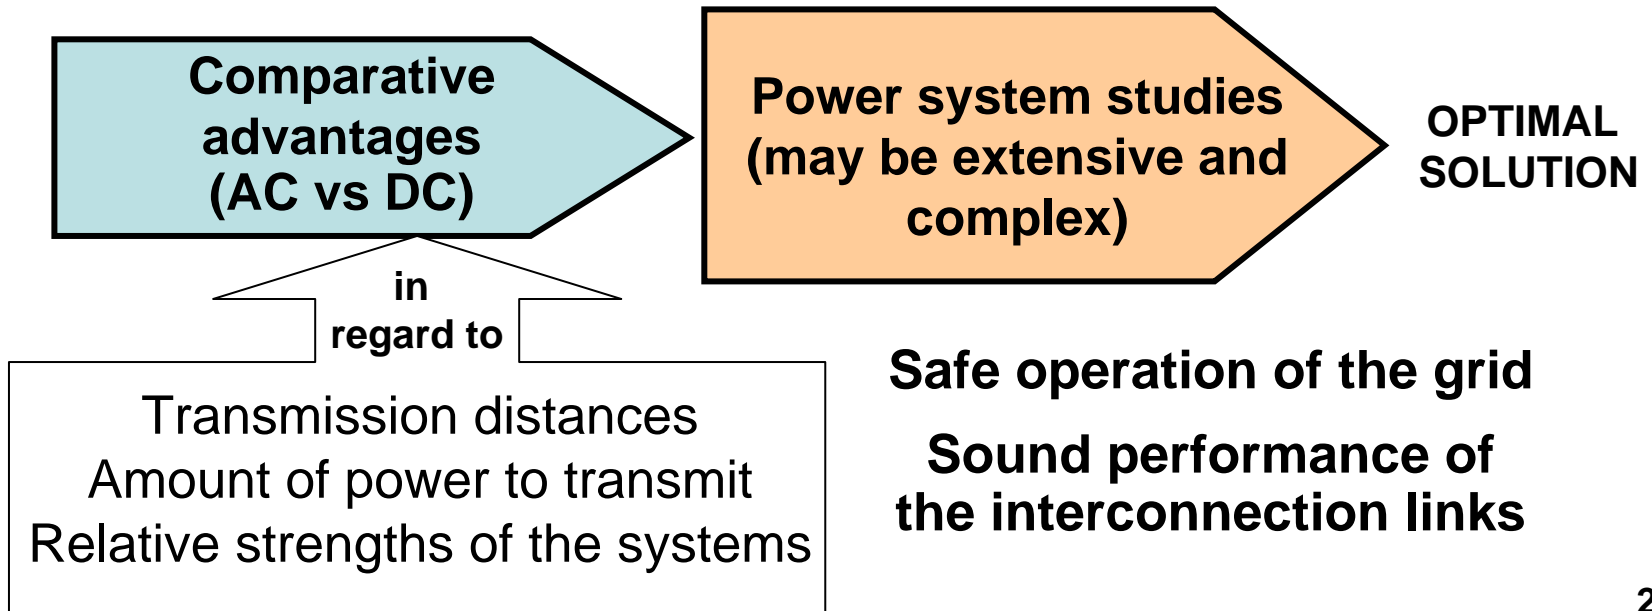 Comparative
advantages
(AC vs DC)
Power system studies
(may be extensive and
complex)
OPTIMAL
SOLUTION
in
regard to
Transmission distances
Amount of power to transmit
Relative strengths of the systems
Safe operation of the grid
Sound performance of
the interconnection links
2